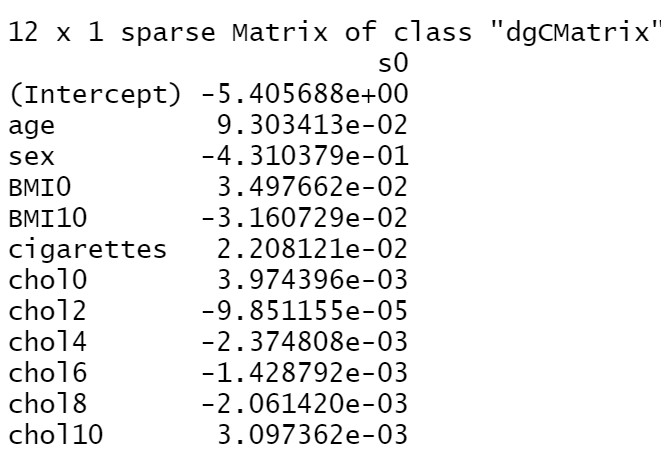 12 x 1 sparse Matrix of class "dgCMatrix"
s0
(Intercept) -5.405688e+00
age 9.303413e-02
sex -4.310379e-01
BMI0 3.497662e-02
BMI10 -3.160729e-02
cigarettes 2.208121e-02
chol0 3.974396e-03
chol2 -9.851155e-05
chol4 -2.374808e-03
chol6 -1.428792e-03
chol8 -2.061420e-03
chol10 3.097362e-03